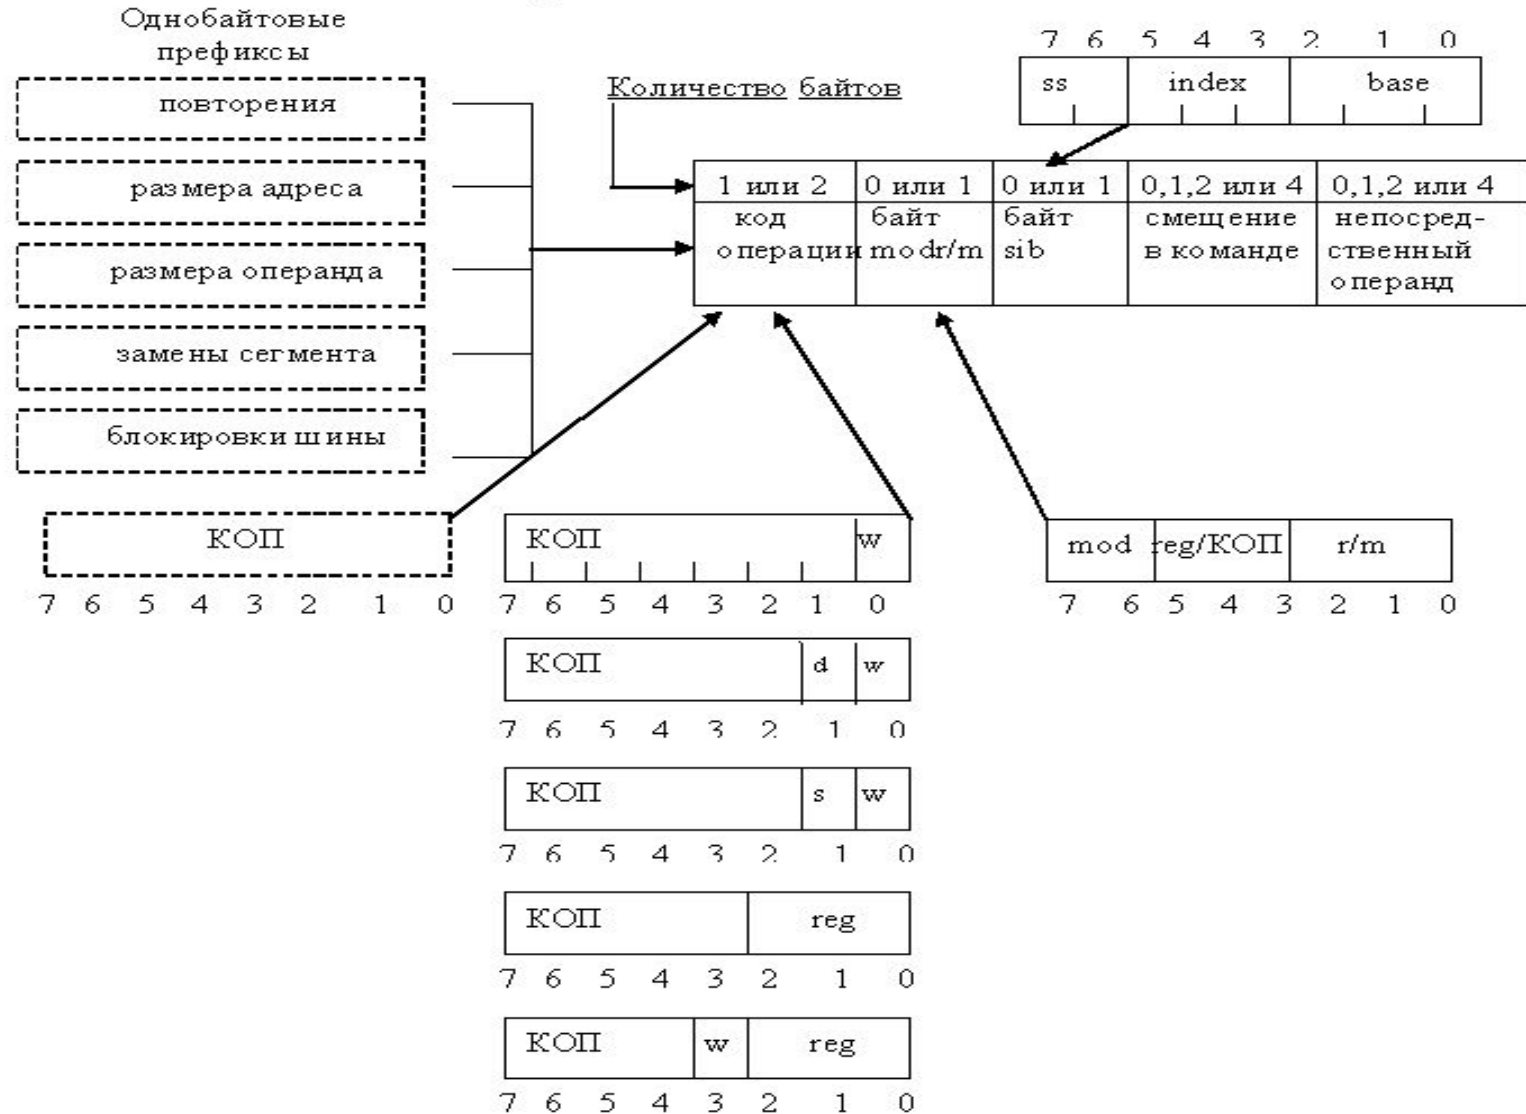 Однобайтовые
префиксы
повторения
размера адреса
размера операнда
замены сегмента
блокировки шины
Количество байтов
7 6 5 4 3 2 1 0
ss index base
1 или 2 0 или 1 0 или 1 0,1,2 или 4 0,1,2 или 4
код байт байт смещение непосред-
операции modr/m sib в команде ственный
операнд
КОП
7 6 5 4 3 2 1 0
КОП w
7 6 5 4 3 2 1 0
mod reg/КОП r/m
7 6 5 4 3 2 1 0
КОП d w
7 6 5 4 3 2 1 0
КОП s w
7 6 5 4 3 2 1 0
КОП reg
7 6 5 4 3 2 1 0
КОП w reg
7 6 5 4 3 2 1 0